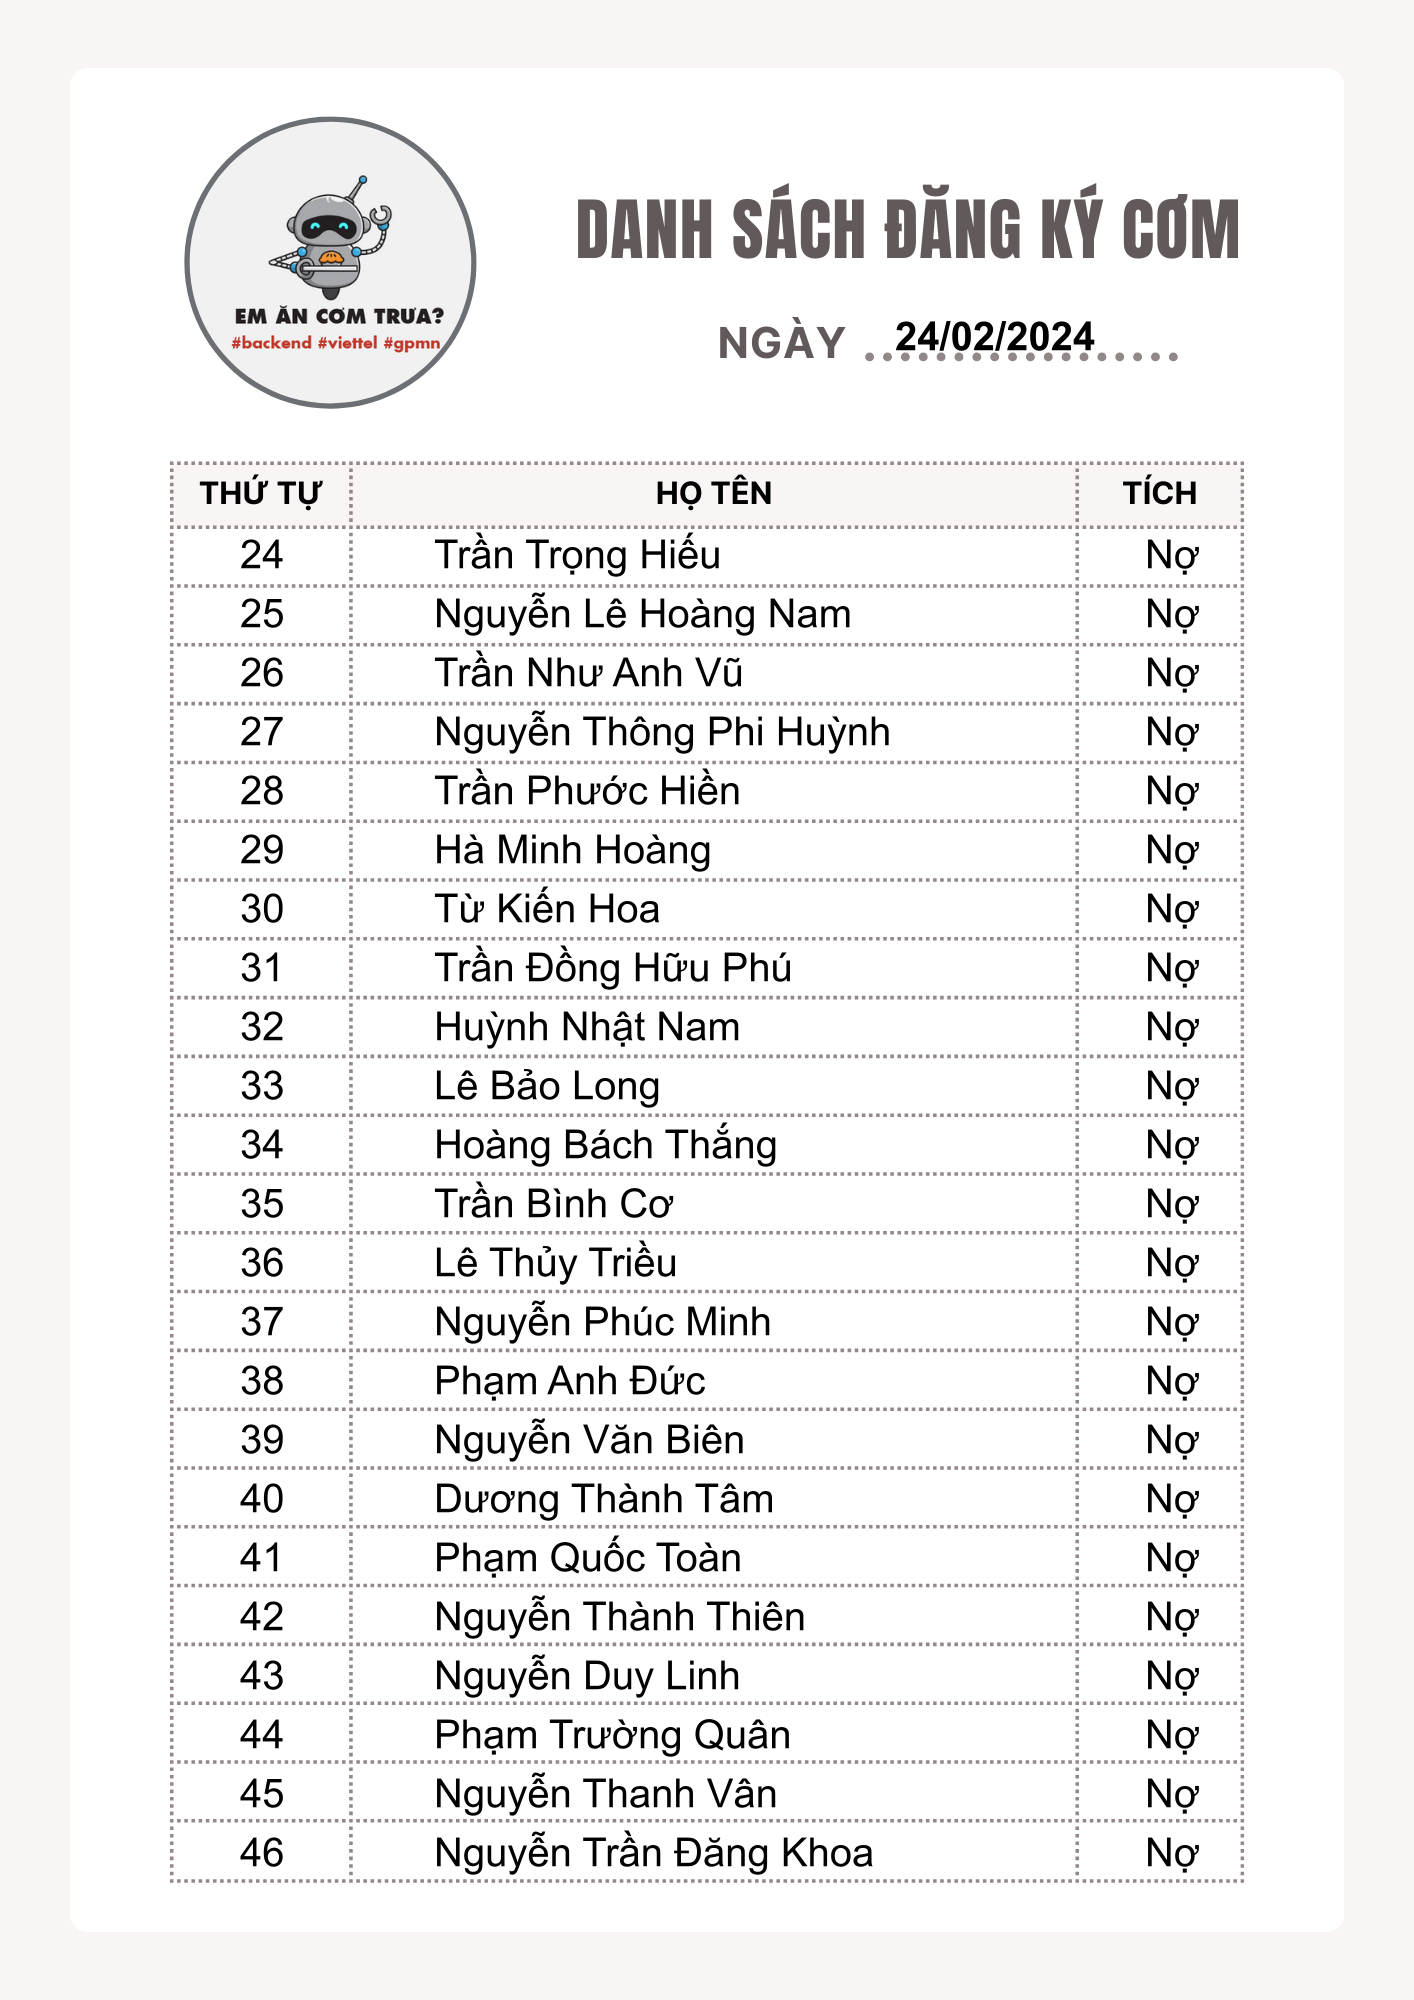 EM ĂN CƠM TRƯA?
#backend #viettel #gpmn
DANH SÁCH ĐĂNG KÝ CƠM
NGÀY 24/02/2024
THỨ TỰ HỌ TÊN TÍCH
24 Trần Trọng Hiếu Nợ
25 Nguyễn Lê Hoàng Nam Nợ
26 Trần Như Anh Vũ Nợ
27 Nguyễn Thông Phi Huỳnh Nợ
28 Trần Phước Hiền Nợ
29 Hà Minh Hoàng Nợ
30 Từ Kiến Hoa Nợ
31 Trần Đồng Hữu Phú Nợ
32 Huỳnh Nhật Nam Nợ
33 Lê Bảo Long Nợ
34 Hoàng Bách Thắng Nợ
35 Trần Bình Cơ Nợ
36 Lê Thủy Triều Nợ
37 Nguyễn Phúc Minh Nợ
38 Phạm Anh Đức Nợ
39 Nguyễn Văn Biên Nợ
40 Dương Thành Tâm Nợ
41 Phạm Quốc Toàn Nợ
42 Nguyễn Thành Thiên Nợ
43 Nguyễn Duy Linh Nợ
44 Phạm Trường Quân Nợ
45 Nguyễn Thanh Vân Nợ
46 Nguyễn Trần Đăng Khoa Nợ